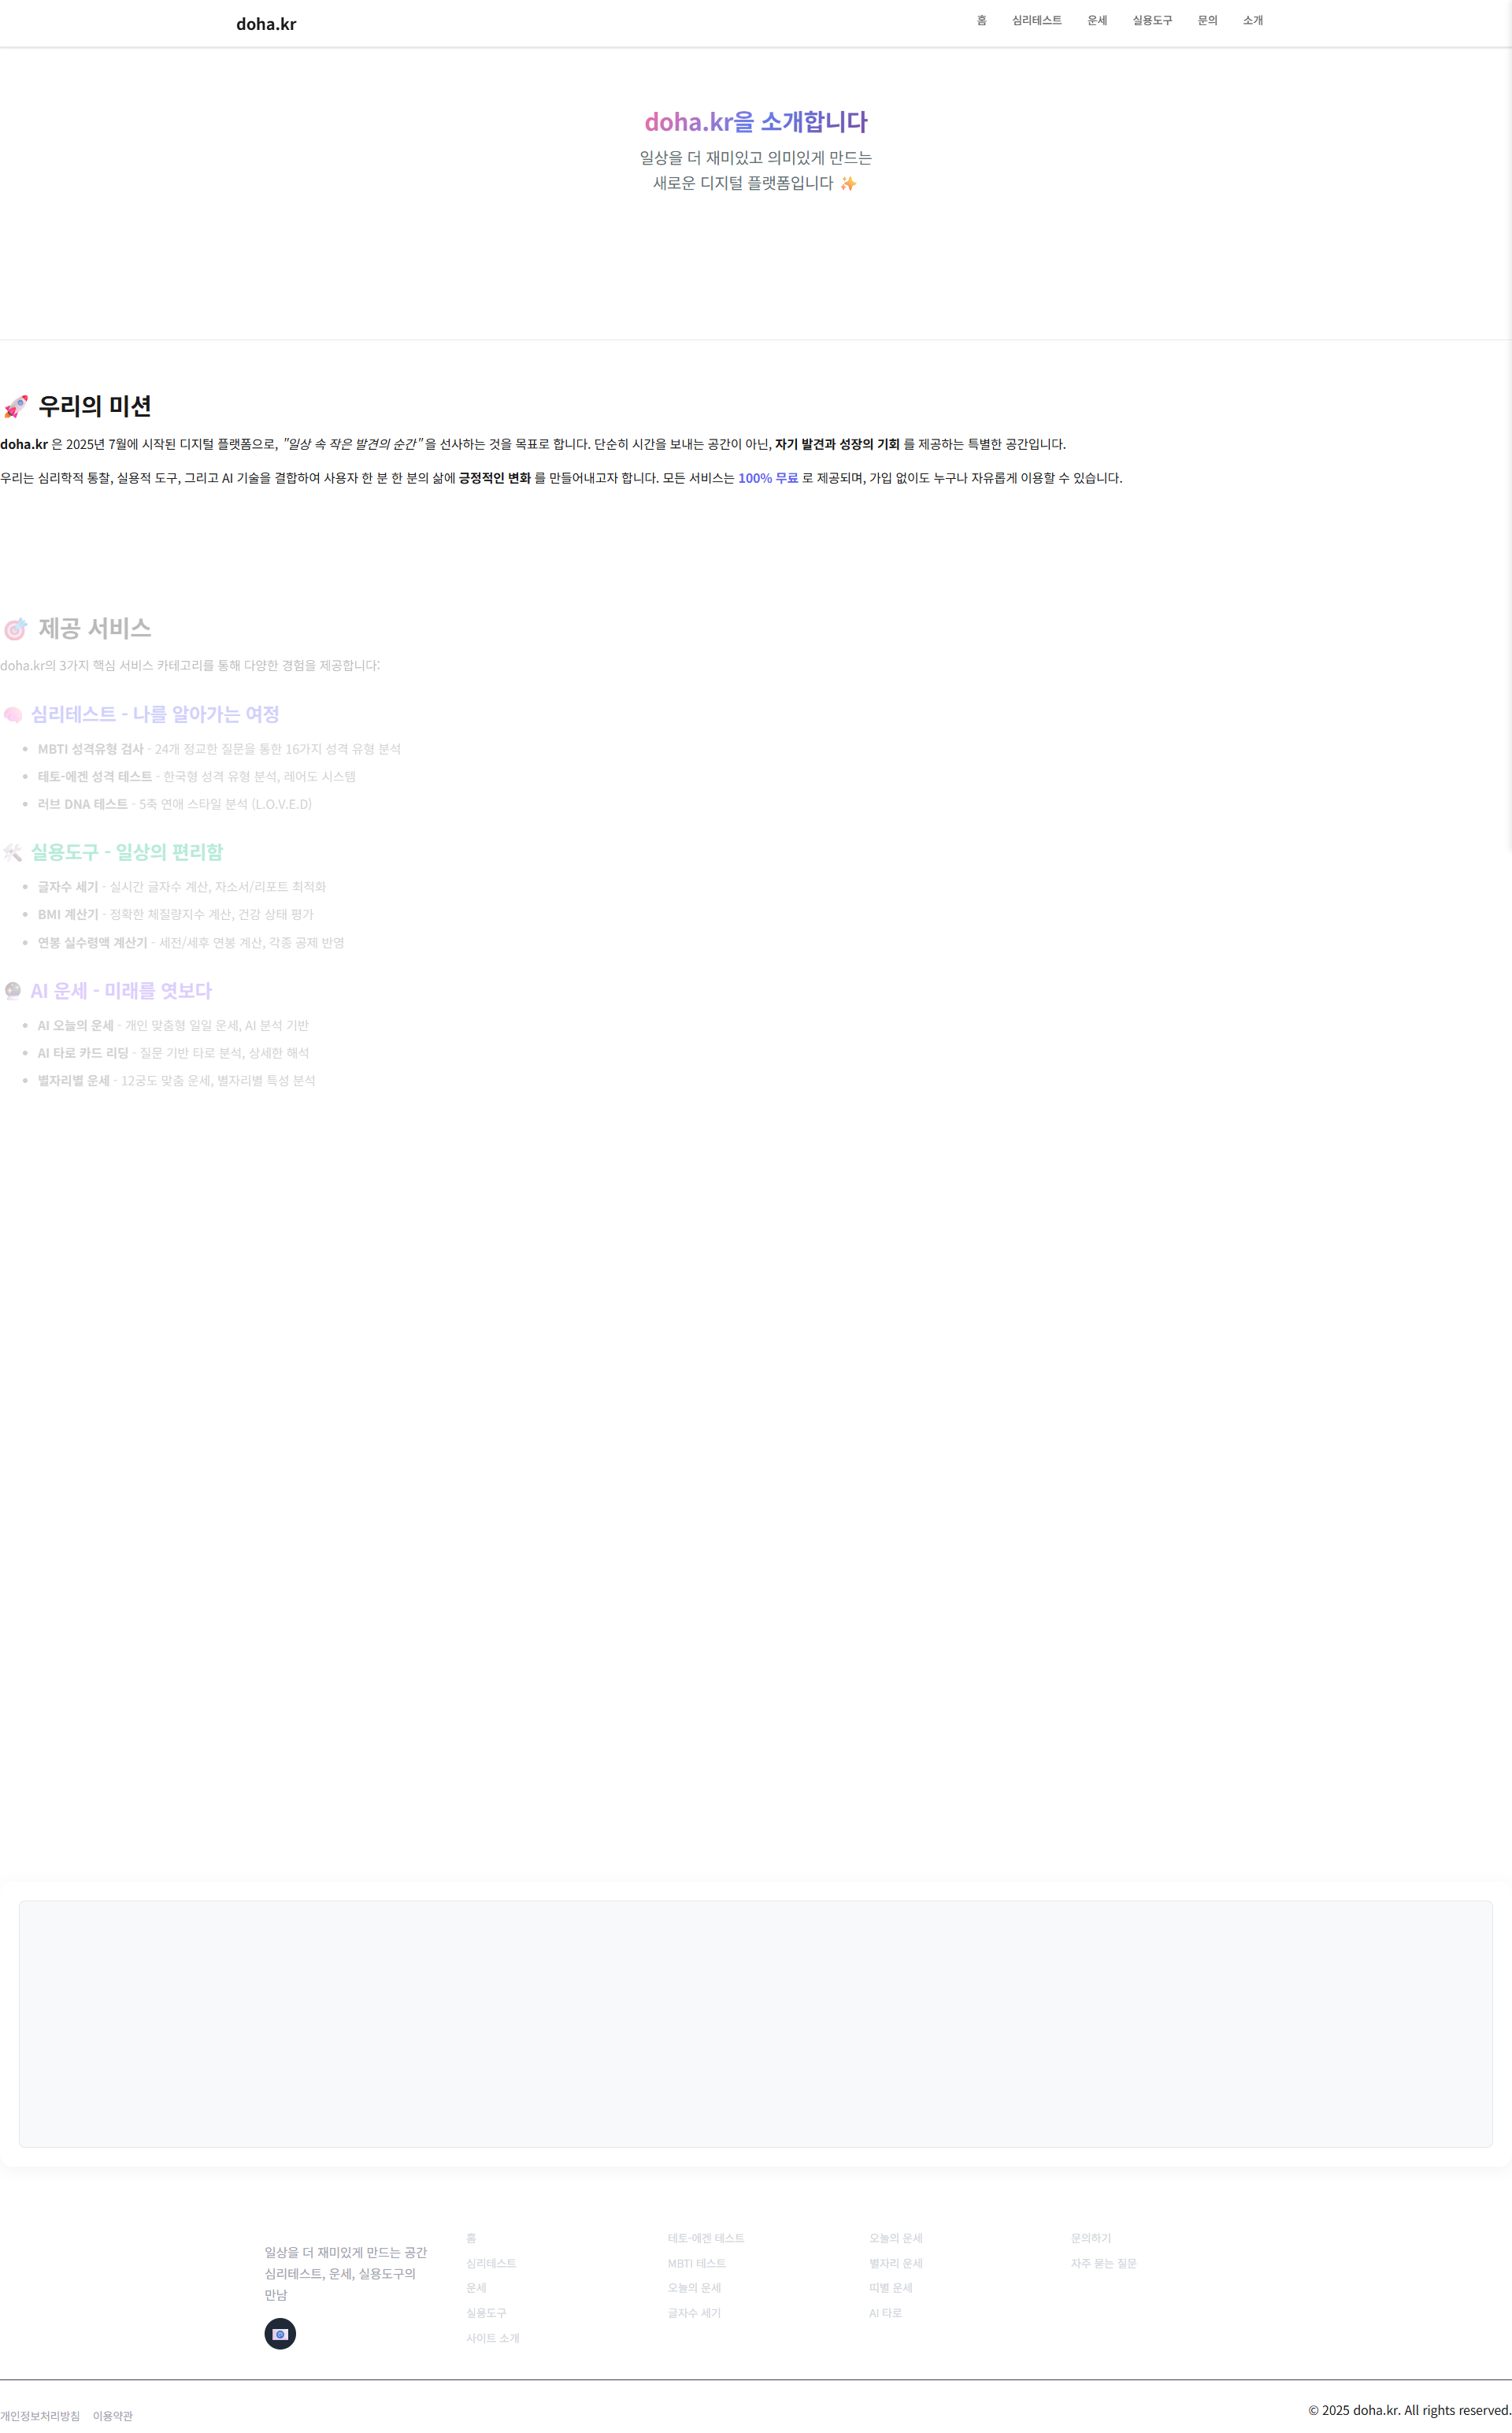 doha.kr
홈 심리테스트 운세 실용도구 문의 소개
doha.kr을 소개합니다
일상을 더 재미있고 의미있게 만드는
새로운 디지털 플랫폼입니다 ✨
🚀 우리의 미션
doha.kr 은 2025년 7월에 시작된 디지털 플랫폼으로, "일상 속 작은 발견의 순간" 을 선사하는 것을 목표로 합니다. 단순히 시간을 보내는 공간이 아닌, 자기 발견과 성장의 기회 를 제공하는 특별한 공간입니다.
우리는 심리학적 통찰, 실용적 도구, 그리고 AI 기술을 결합하여 사용자 한 분 한 분의 삶에 긍정적인 변화 를 만들어내고자 합니다. 모든 서비스는 100% 무료 로 제공되며, 가입 없이도 누구나 자유롭게 이용할 수 있습니다.
🎯 제공 서비스
doha.kr의 3가지 핵심 서비스 카테고리를 통해 다양한 경험을 제공합니다:
🧠 심리테스트 - 나를 알아가는 여정
• MBTI 성격유형 검사 - 24개 정교한 질문을 통한 16가지 성격 유형 분석
• 테토-에겐 성격 테스트 - 한국형 성격 유형 분석, 레어도 시스템
• 러브 DNA 테스트 - 5축 연애 스타일 분석 (L.O.V.E.D)
🛠️ 실용도구 - 일상의 편리함
• 글자수 세기 - 실시간 글자수 계산, 자소서/리포트 최적화
• BMI 계산기 - 정확한 체질량지수 계산, 건강 상태 평가
• 연봉 실수령액 계산기 - 세전/세후 연봉 계산, 각종 공제 반영
🔮 AI 운세 - 미래를 엿보다
• AI 오늘의 운세 - 개인 맞춤형 일일 운세, AI 분석 기반
• AI 타로 카드 리딩 - 질문 기반 타로 분석, 상세한 해석
• 별자리별 운세 - 12궁도 맞춤 운세, 별자리별 특성 분석
일상을 더 재미있게 만드는 공간
심리테스트, 운세, 실용도구의
만남
홈
심리테스트
운세
실용도구
사이트 소개
테토-에겐 테스트
MBTI 테스트
오늘의 운세
글자수 세기
오늘의 운세
별자리 운세
띠별 운세
AI 타로
문의하기
자주 묻는 질문
개인정보처리방침 이용약관
© 2025 doha.kr. All rights reserved.